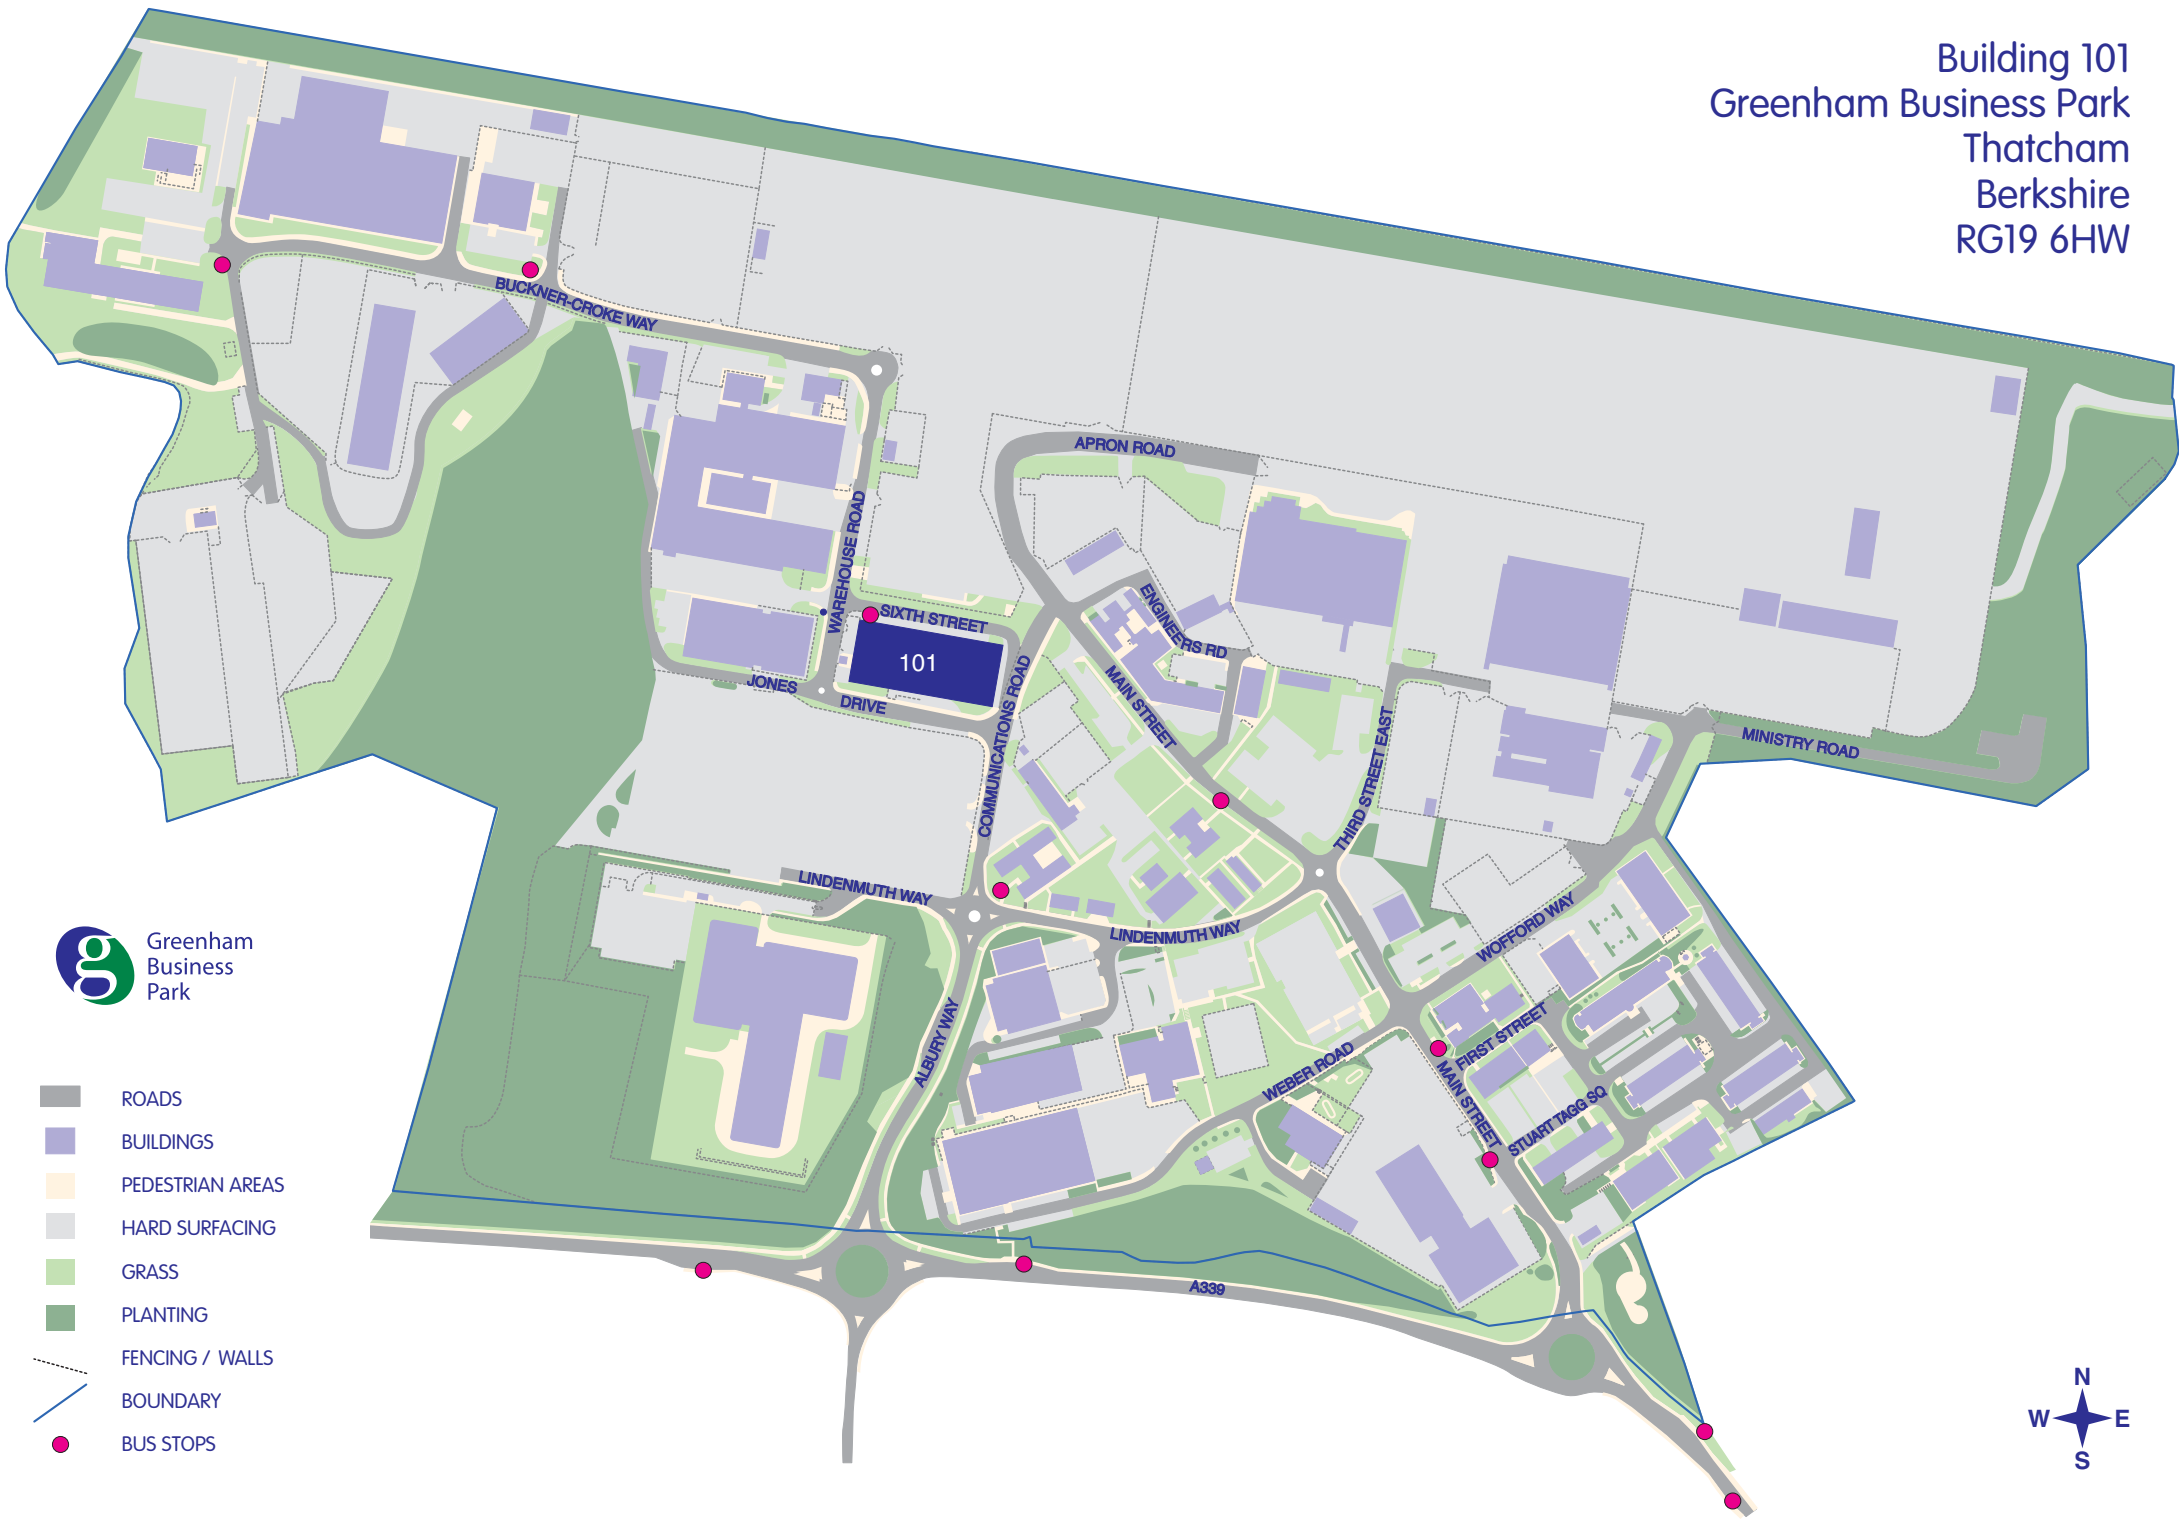 Building 101
Greenham Business Park
Thatcham
Berkshire
RG19 6HW
BUCKNER-CROKE WAY
APRON ROAD
WAREHOUSE ROAD
SIXTH STREET
ENGINEERS RD
101
JONES
DRIVE
COMMUNICATIONS ROAD
MAIN STREET
THIRD STREET EAST
MINISTRY ROAD
LINDENMUTH WAY
LINDENMUTH WAY
WOFFORD WAY
ALBURY WAY
WEBER ROAD
FIRST STREET
MAIN STREET
STUART TAGG SQ
A339
g
Greenham
Business
Park
ROADS
BUILDINGS
PEDESTRIAN AREAS
HARD SURFACING
GRASS
PLANTING
FENCING / WALLS
BOUNDARY
BUS STOPS
N
W E
S